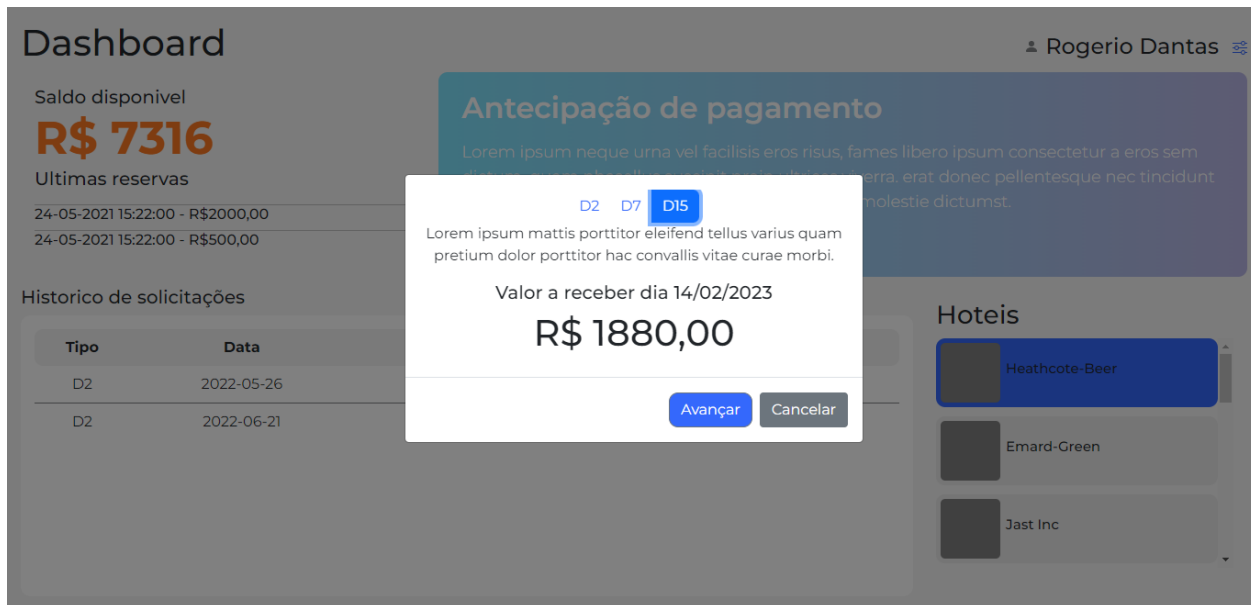 Dashboard
Rogerio Dantas
Saldo disponivel
R$ 7316
Ultimas reservas
24-05-2021 15:22:00 - R$2000,00
24-05-2021 15:22:00 - R$500,00
Antecipação de pagamento
Lorem ipsum neque urna vel facilisis eros risus, fames libero ipsum consectetur a eros sem
erat donec pellentesque nec tincidunt
molestie dictumst.
D2 D7 D15
Lorem ipsum mattis porttitor eleifend tellus varius quam
pretium dolor porttitor hac convallis vitae curae morbi.
Valor a receber dia 14/02/2023
R$ 1880,00
Avançar Cancelar
Historico de solicitações
Tipo Data
D2 2022-05-26
D2 2022-06-21
Hoteis
Heathcote-Beer
Emard-Green
Jast Inc